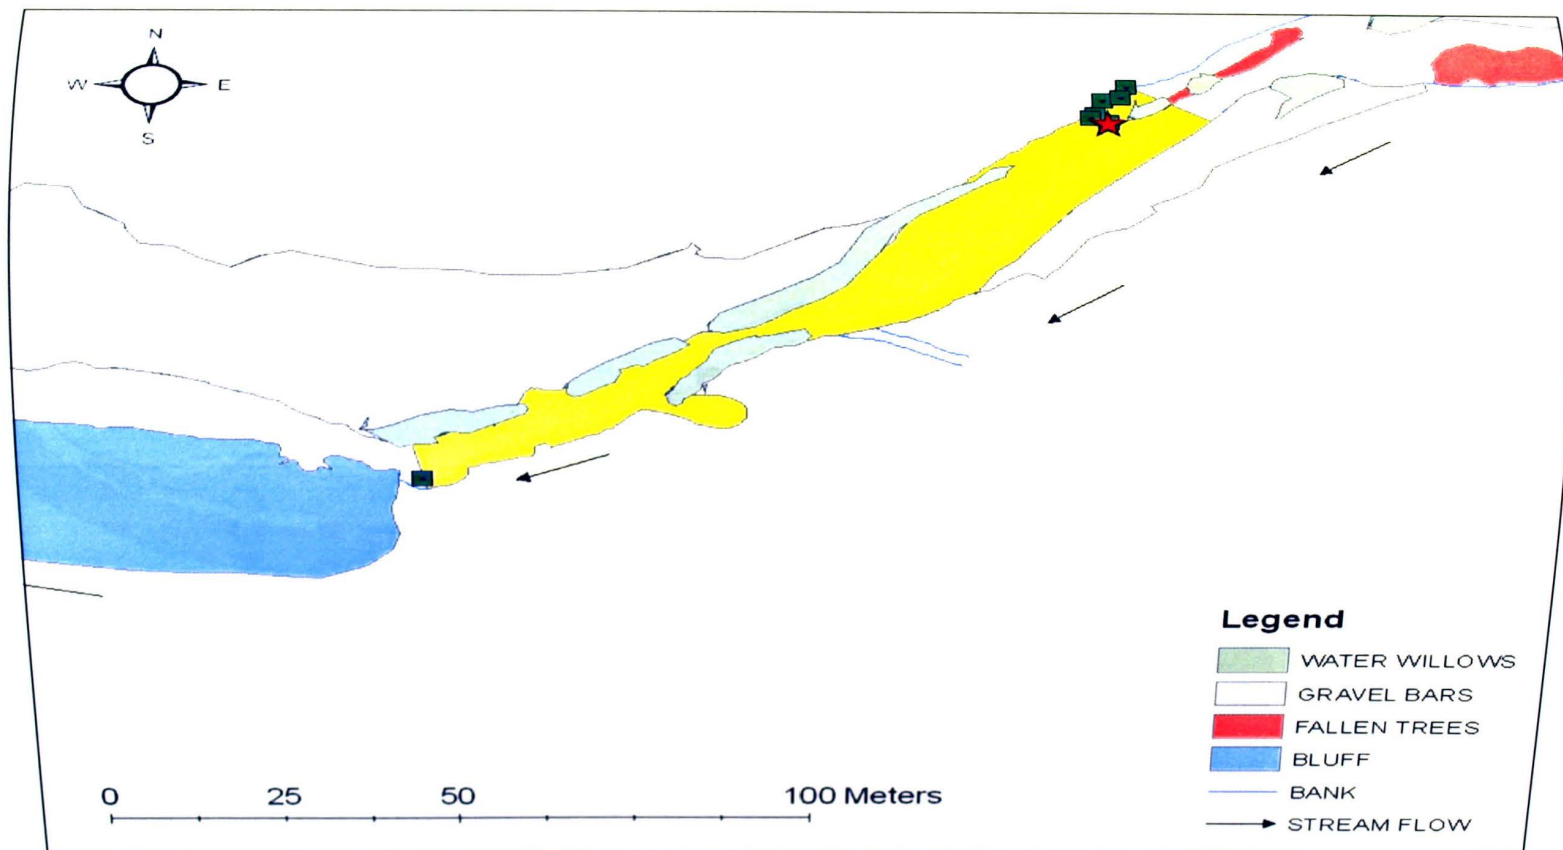 N
W E
S
Legend
WATER WILLOWS
GRAVEL BARS
FALLEN TREES
BLUFF
BANK
STREAM FLOW
0 25 50 100 Meters